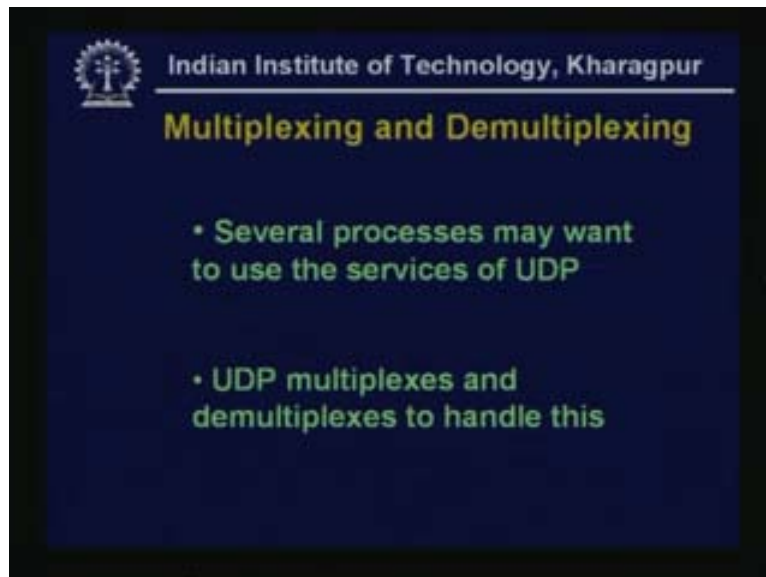 Indian Institute of Technology, Kharagpur
Multiplexing and Demultiplexing
• Several processes may want
to use the services of UDP
• UDP multiplexes and
demultiplexes to handle this